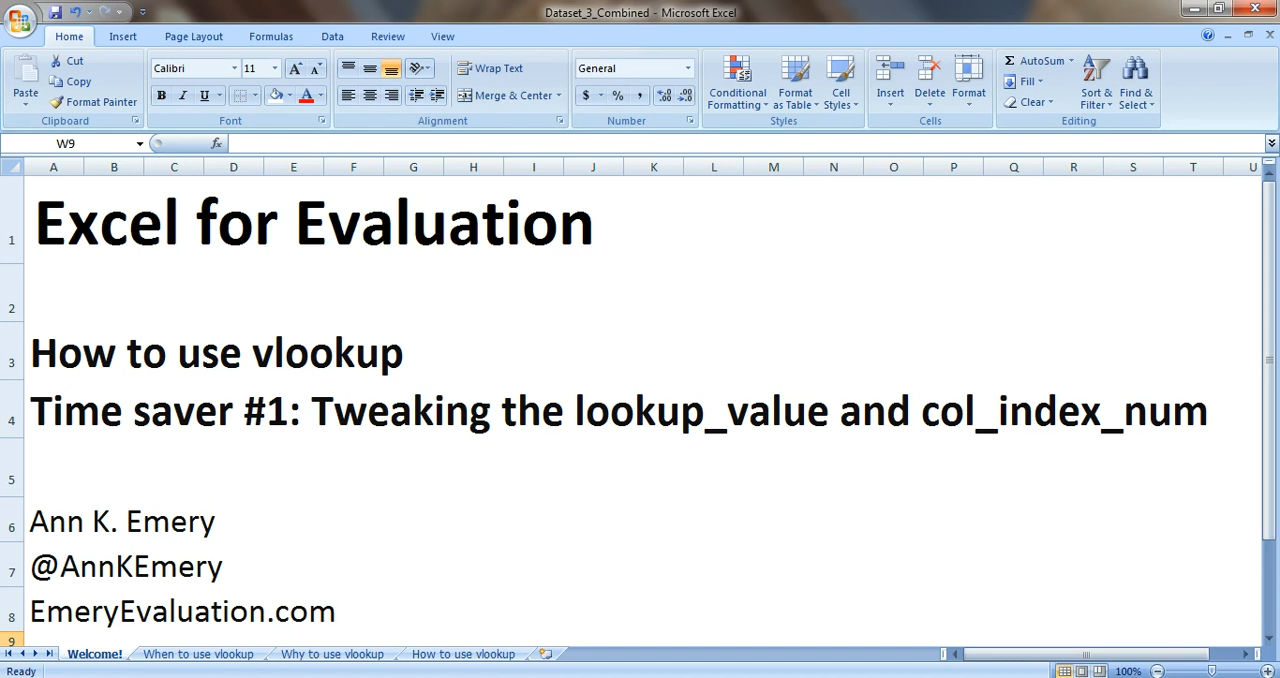 Dataset_3_Combined - Microsoft Excel
Home Insert Page Layout Formulas Data Review View
Paste
Cut
Copy
Format Painter
Clipboard
Calibri 11
B I U
Font
Wrap Text
Merge & Center
Alignment
General
$ % ,
Number
Conditional Formatting
Format as Table
Cell Styles
Styles
Insert Delete Format
Cells
Σ AutoSum
Fill
Clear
Sort & Filter
Find & Select
Editing
W9 fx
A B C D E F G H I J K L M N O P Q R S T U
1 Excel for Evaluation
2
3 How to use vlookup
4 Time saver #1: Tweaking the lookup_value and col_index_num
5
6 Ann K. Emery
7 @AnnKEmery
8 EmeryEvaluation.com
9
Welcome! When to use vlookup Why to use vlookup How to use vlookup
Ready 100%